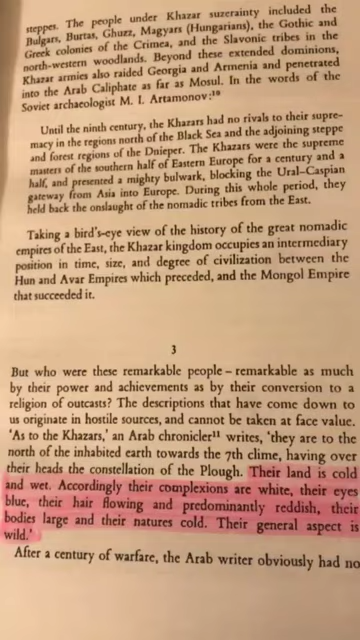 steppes. The people under Khazar suzerainty included the
Bulgars, Burtas, Ghuzz, Magyars (Hungarians), the Gothic and
Greek colonies of the Crimea, and the Slavonic tribes in the
north-western woodlands. Beyond these extended dominions,
Khazar armies also raided Georgia and Armenia and penetrated
into the Arab Caliphate as far as Mosul. In the words of the
Soviet archaeologist M. I. Artamonov:¹⁰
Until the ninth century, the Khazars had no rivals to their supre-
macy in the regions north of the Black Sea and the adjoining steppe
and forest regions of the Dnieper. The Khazars were the supreme
masters of the southern half of Eastern Europe for a century and a
half, and presented a mighty bulwark, blocking the Ural–Caspian
gateway from Asia into Europe. During this whole period, they
held back the onslaught of the nomadic tribes from the East.
Taking a bird's-eye view of the history of the great nomadic
empires of the East, the Khazar kingdom occupies an intermediary
position in time, size, and degree of civilization between the
Hun and Avar Empires which preceded, and the Mongol Empire
that succeeded it.
3
But who were these remarkable people – remarkable as much
by their power and achievements as by their conversion to a
religion of outcasts? The descriptions that have come down to
us originate in hostile sources, and cannot be taken at face value.
'As to the Khazars,' an Arab chronicler¹¹ writes, 'they are to the
north of the inhabited earth towards the 7th clime, having over
their heads the constellation of the Plough. Their land is cold
and wet. Accordingly their complexions are white, their eyes
blue, their hair flowing and predominantly reddish, their
bodies large and their natures cold. Their general aspect is
wild.'
After a century of warfare, the Arab writer obviously had no